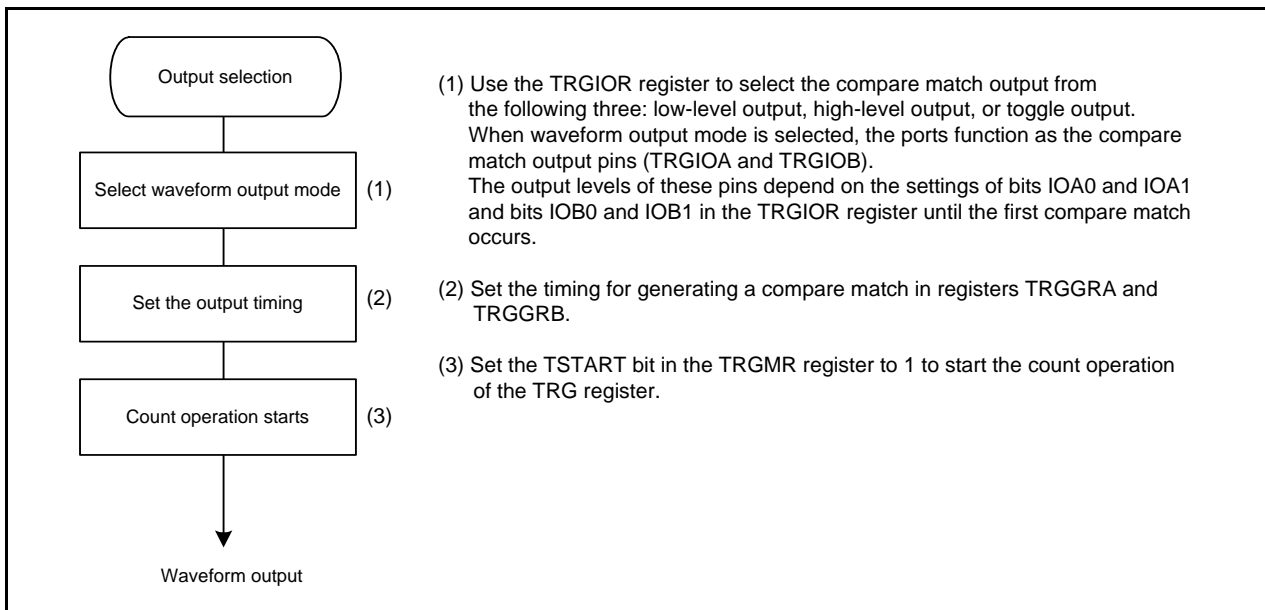 Output selection
Select waveform output mode
(1)
Set the output timing
(2)
Count operation starts
(3)
Waveform output
(1) Use the TRGIOR register to select the compare match output from
the following three: low-level output, high-level output, or toggle output.
When waveform output mode is selected, the ports function as the compare
match output pins (TRGIOA and TRGIOB).
The output levels of these pins depend on the settings of bits IOA0 and IOA1
and bits IOB0 and IOB1 in the TRGIOR register until the first compare match
occurs.
(2) Set the timing for generating a compare match in registers TRGGRA and
TRGGRB.
(3) Set the TSTART bit in the TRGMR register to 1 to start the count operation
of the TRG register.